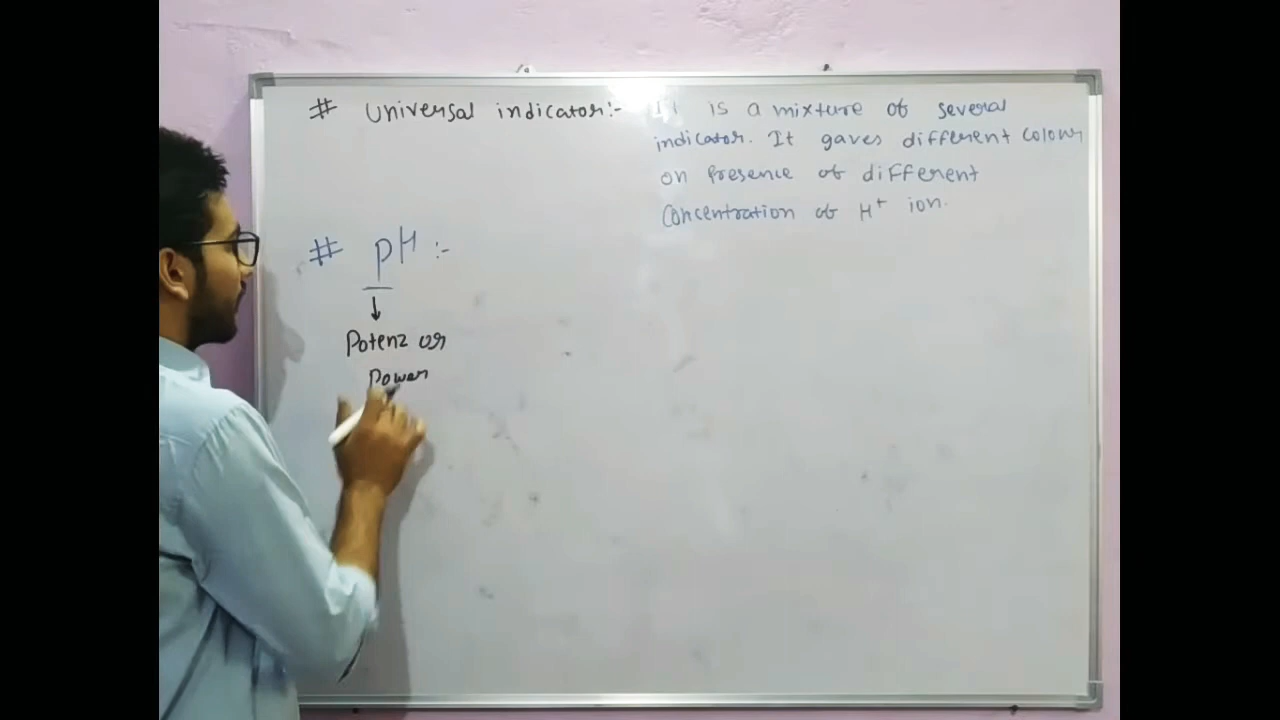 # Universal indicator:- It is a mixture of several
indicator. It gaves different colour
on Presence of different
Concentration of H+ ion.
# pH :-
↓
Potenz or
Power